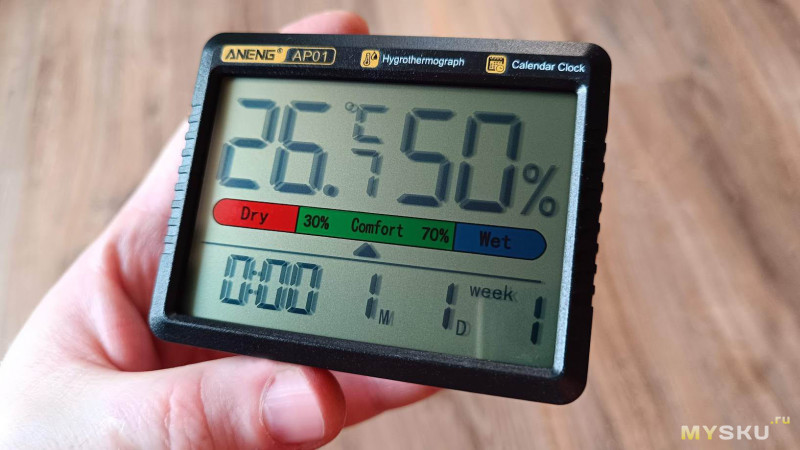 ANENG® AP01 Hygrothermograph Calendar Clock
26.7 °C 50%
Dry 30% Comfort 70% Wet
0:00 1 M 1 D week 1
MYSKU.ru